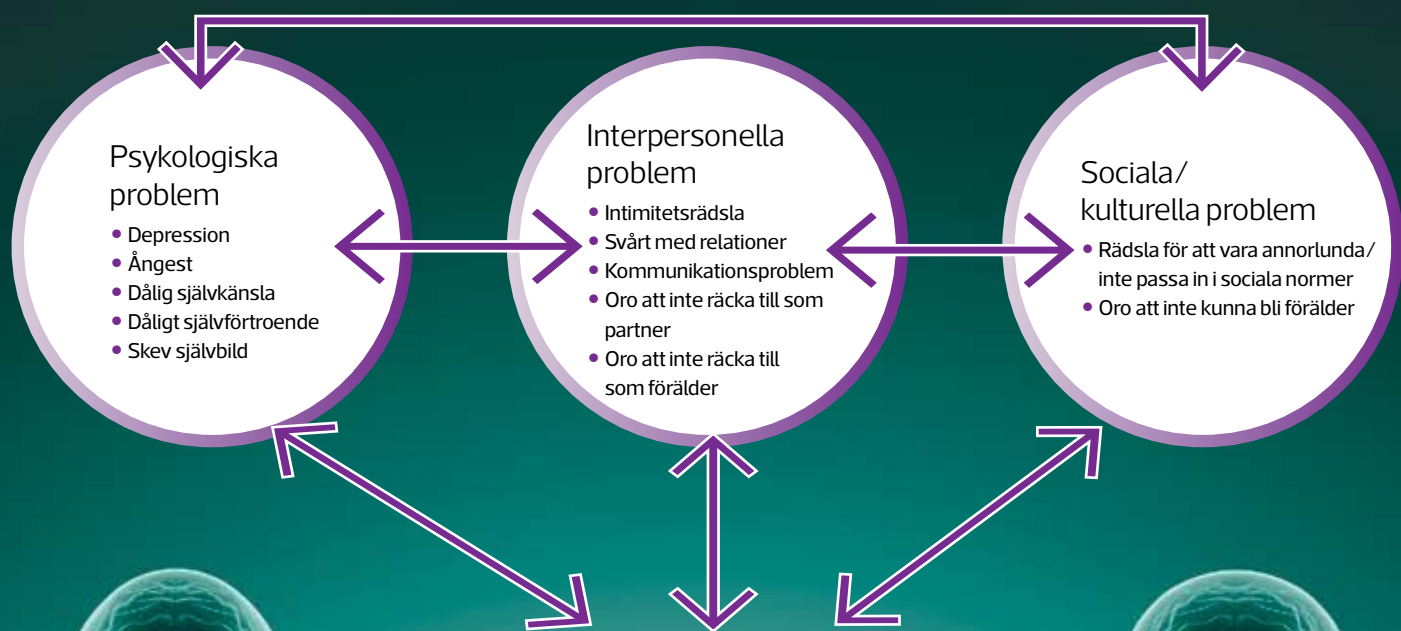 Psykologiska
problem
• Depression
• Ångest
• Dålig självkänsla
• Dåligt självförtroende
• Skev självbild
Interpersonella
problem
• Intimitetsrädsla
• Svårt med relationer
• Kommunikationsproblem
• Oro att inte räcka till som
partner
• Oro att inte räcka till
som förälder
Sociala/
kulturella problem
• Rädsla för att vara annorlunda/
inte passa in i sociala normer
• Oro att inte kunna bli förälder